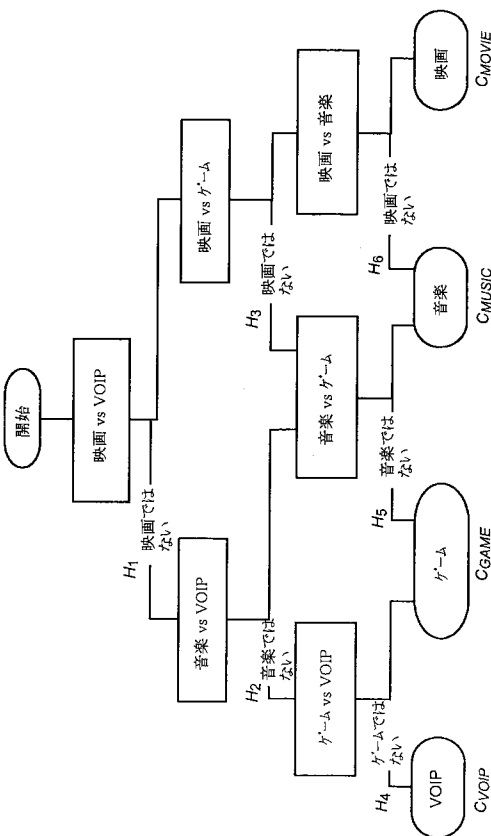 開始
映画 vs VOIP
H1
映画では
ない
音楽 vs VOIP
映画 vs ゲーム
H2
音楽では
ない
H3
映画では
ない
ゲーム vs VOIP
音楽 vs ゲーム
映画 vs 音楽
H4
ゲームでは
ない
H5
音楽では
ない
H6
映画では
ない
VOIP
ゲーム
音楽
映画
CVOIP
CGAME
CMUSIC
CMOVIE